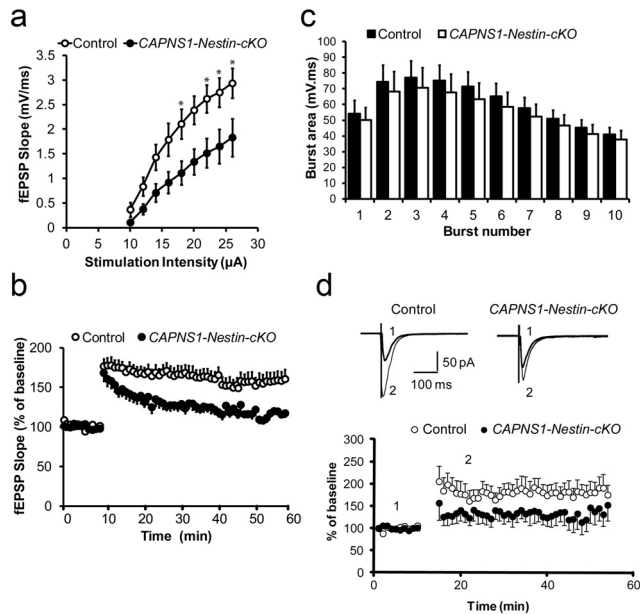 a
Control CAPNS1-Nestin-cKO
fEPSP Slope (mV/ms)
3.5
3
2.5
2
1.5
1
0.5
0
* * * *
0 5 10 15 20 25 30
Stimulation Intensity (µA)
c
Control CAPNS1-Nestin-cKO
Burst area (mV.ms)
100
90
80
70
60
50
40
30
20
10
0
1 2 3 4 5 6 7 8 9 10
Burst number
b
Control CAPNS1-Nestin-cKO
fEPSP Slope (% of baseline)
200
150
100
50
0
0 10 20 30 40 50 60
Time (min)
d
Control CAPNS1-Nestin-cKO
1 1
50 pA
100 ms
2 2
Control CAPNS1-Nestin-cKO
% of baseline
300
250
200
150
100
50
0
2
1
0 20 40 60
Time (min)